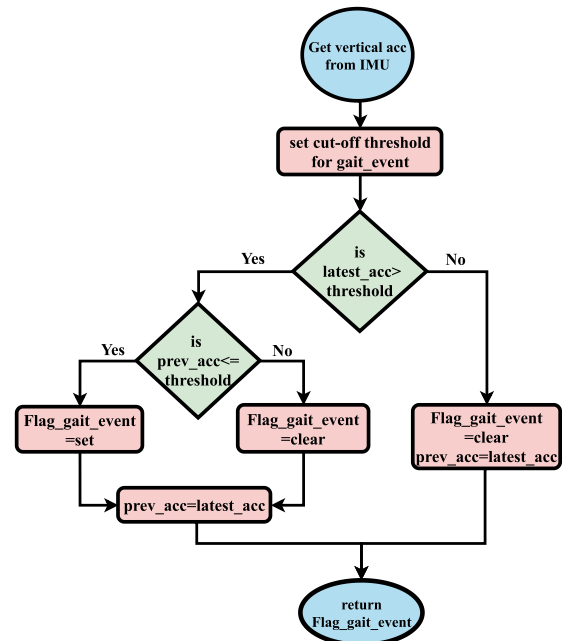 Get vertical acc
from IMU
set cut-off threshold
for gait_event
is
latest_acc>
threshold
Yes
No
is
prev_acc<=
threshold
Yes
No
Flag_gait_event
=set
Flag_gait_event
=clear
Flag_gait_event
=clear
prev_acc=latest_acc
prev_acc=latest_acc
return
Flag_gait_event